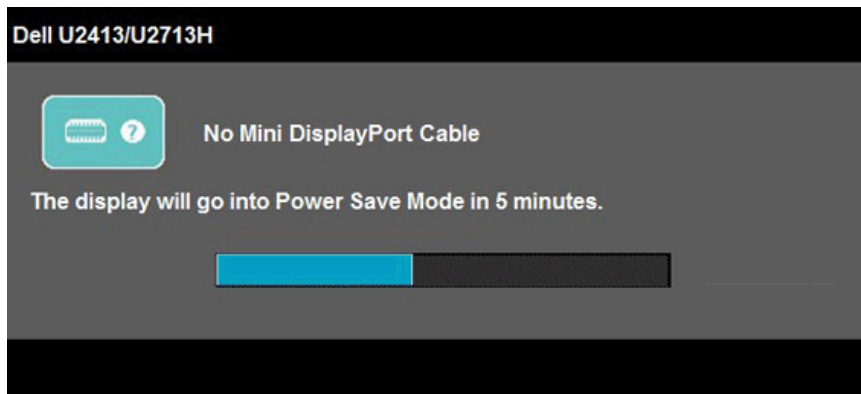 Dell U2413/U2713H
?
No Mini DisplayPort Cable
The display will go into Power Save Mode in 5 minutes.